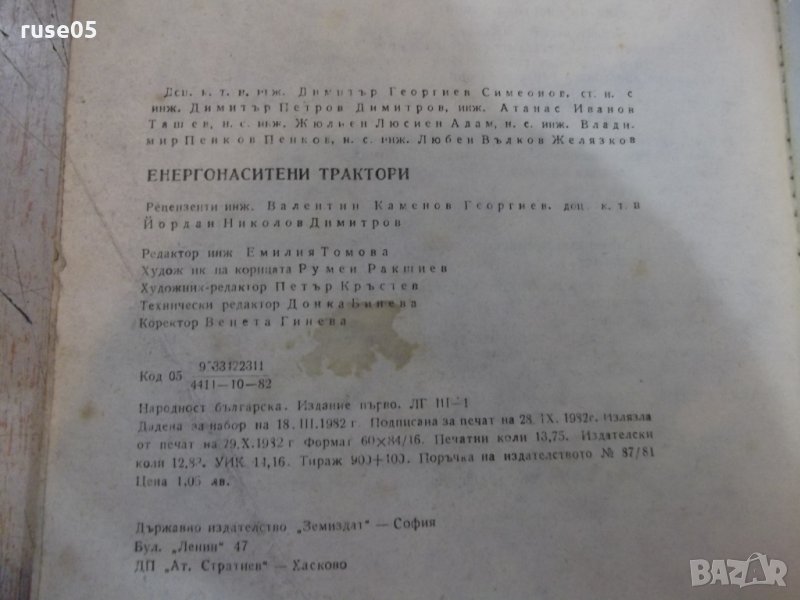 ruse05
Доц. к. т. н. инж. Димитър Георгиев Симеонов, ст. н. с
инж. Димитър Петров Димитров, инж. Атанас Иванов
Ташев, н. с. инж. Жюльен Люсиен Адам, н. с. инж. Влади-
мир Пенков Пенков, н. с. инж. Любен Вълков Желязков
ЕНЕРГОНАСИТЕНИ ТРАКТОРИ
Рецензенти инж. Валентин Каменов Георгиев, доц. к. т. н
Йордан Николов Димитров
Редактор инж Емилия Томова
Художник на корицата Румен Ракшиев
Художник-редактор Петър Кръстев
Технически редактор Донка Бинева
Коректор Венета Гинева
Код 05 9533122311
4411—10—82
Народност българска. Издание първо. ЛГ III—1
Дадена за набор на 18. III. 1982 г. Подписана за печат на 28. IX. 1982г. Излязла
от печат на 29. X. 1982 г Формат 60×84/16. Печатни коли 13,75. Издателски
коли УИК 14,16. Тираж 900+100. Поръчка на издателството № 87/81
Цена 1,05 лв.
Държавно издателство „Земиздат" — София
Бул. „Ленин" 47
ДП „Ат. Стратиев" — Хасково
BAZAR